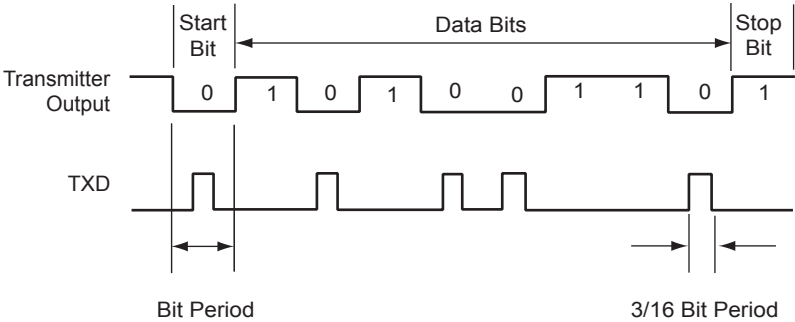 Start
Bit
Data Bits
Stop
Bit
Transmitter
Output
0 1 0 1 0 0 1 1 0 1
TXD
Bit Period
3/16 Bit Period